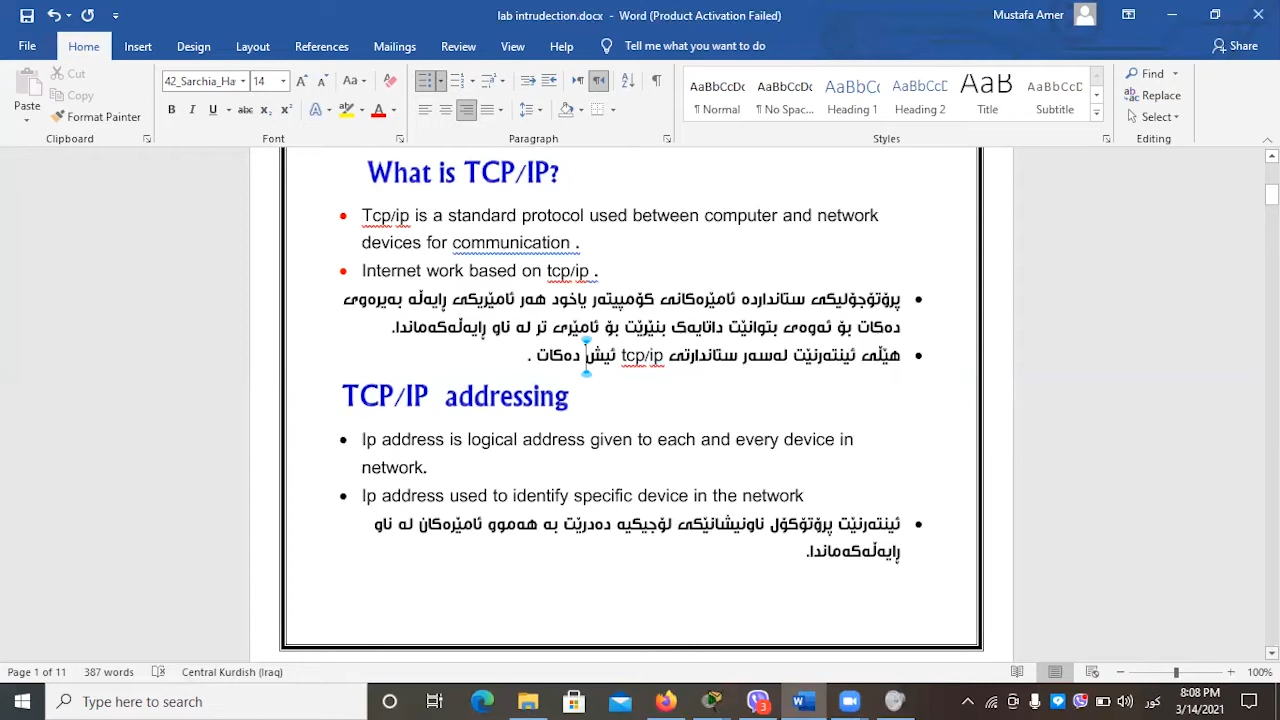 lab intrudection.docx - Word (Product Activation Failed)
Mustafa Amer
File Home Insert Design Layout References Mailings Review View Help Tell me what you want to do Share
Paste
Cut
Copy
Format Painter
Clipboard
42_Sarchia_Ha 14
Font
Paragraph
AaBbCcDc AaBbCcDc AaBbCc AaBbCcD AaB AaBbCcD
¶ Normal ¶ No Spac... Heading 1 Heading 2 Title Subtitle
Styles
Find
Replace
Select
Editing
What is TCP/IP?
• Tcp/ip is a standard protocol used between computer and network
devices for communication .
• Internet work based on tcp/ip .
• پرۆتۆجۆلیکی ستانداردە ئامێرەکانی کۆمپیتەر یاخود هەر ئامێریکی ڕایەڵە بەیرەوی
دەکات بۆ ئەوەی بتوانێت داتایەک بنێرێت بۆ ئامێری تر لە ناو ڕایەڵەکەماندا.
• هێڵی ئینتەرنێت لەسەر ستاندارتی tcp/ip ئیش دەکات .
TCP/IP addressing
• Ip address is logical address given to each and every device in
network.
• Ip address used to identify specific device in the network
• ئینتەرنێت پرۆتۆکۆل ناونیشانێکی لۆجیکیە دەدرێت بە هەموو ئامێرەکان لە ناو
ڕایەڵەکەماندا.
Page 1 of 11 387 words Central Kurdish (Iraq) 100%
Type here to search
3
کور
8:08 PM
3/14/2021